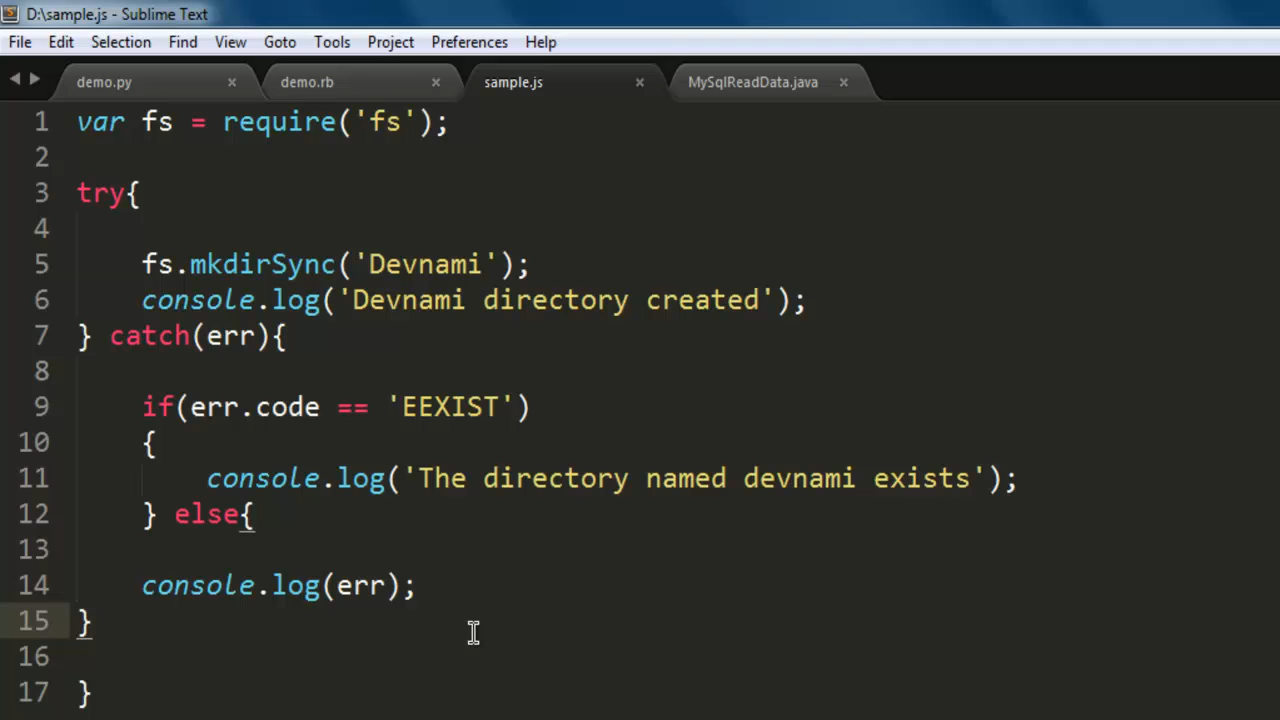 D:\sample.js - Sublime Text
File Edit Selection Find View Goto Tools Project Preferences Help
demo.py × demo.rb × sample.js × MySqlReadData.java ×
1 var fs = require('fs');
2
3 try{
4
5 fs.mkdirSync('Devnami');
6 console.log('Devnami directory created');
7 } catch(err){
8
9 if(err.code == 'EEXIST')
10 {
11 console.log('The directory named devnami exists');
12 } else{
13
14 console.log(err);
15 }
16
17 }